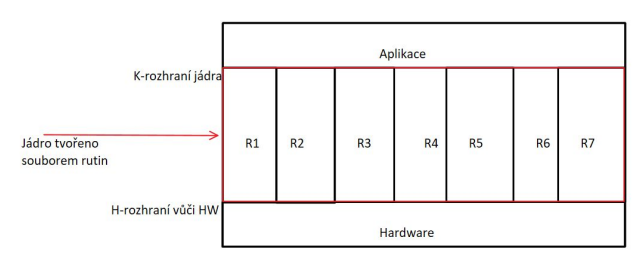 Aplikace
K-rozhraní jádra
Jádro tvořeno
souborem rutin
R1 R2 R3 R4 R5 R6 R7
H-rozhraní vůči HW
Hardware